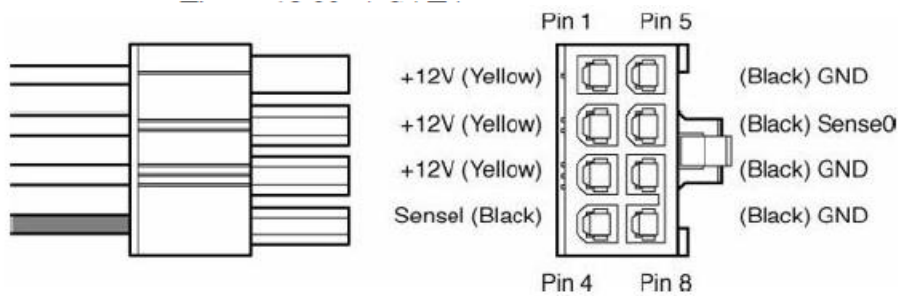 Pin 1 Pin 5
+12V (Yellow) (Black) GND
+12V (Yellow) (Black) Sense0
+12V (Yellow) (Black) GND
Sensel (Black) (Black) GND
Pin 4 Pin 8